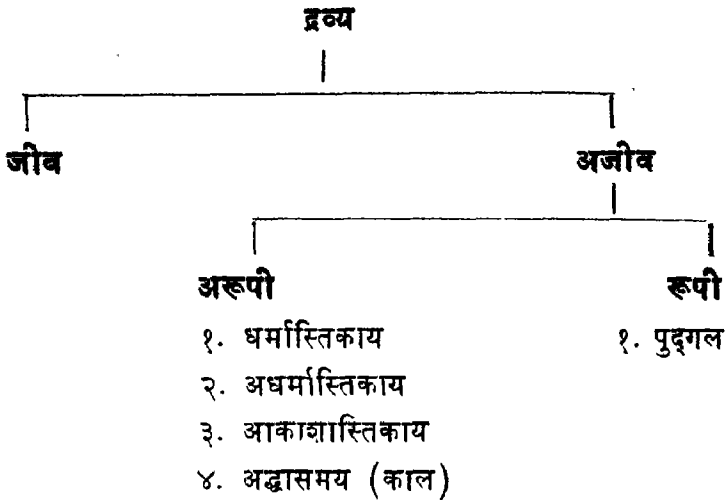 द्रव्य
जीव अजीव
अरूपी रूपी
१. धर्मास्तिकाय १. पुद्‌गल
२. अधर्मास्तिकाय
३. आकाशास्तिकाय
४. अद्धासमय (काल)